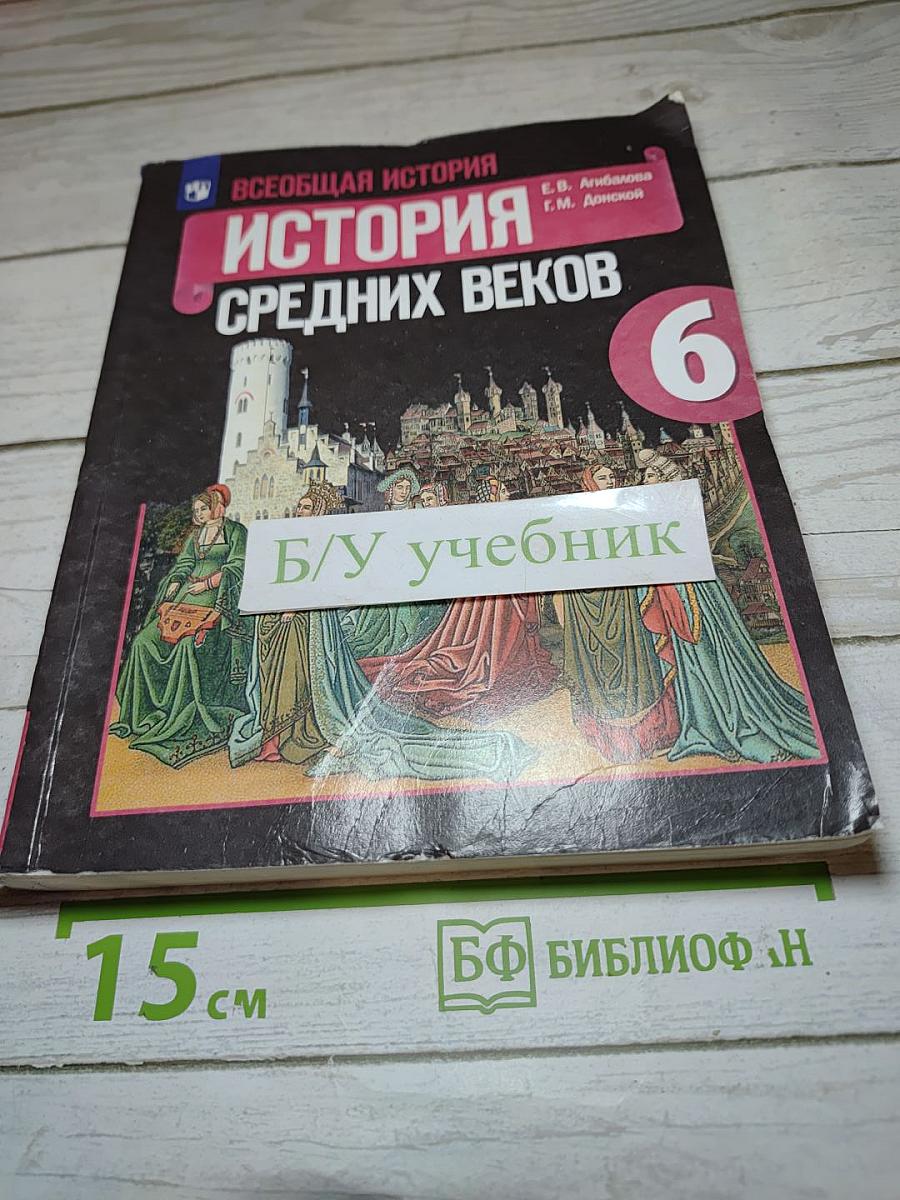 ВСЕОБЩАЯ ИСТОРИЯ
Е. В. Агибалова
Г. М. Донской
ИСТОРИЯ
СРЕДНИХ ВЕКОВ
6
Б/У учебник
15 см
БФ